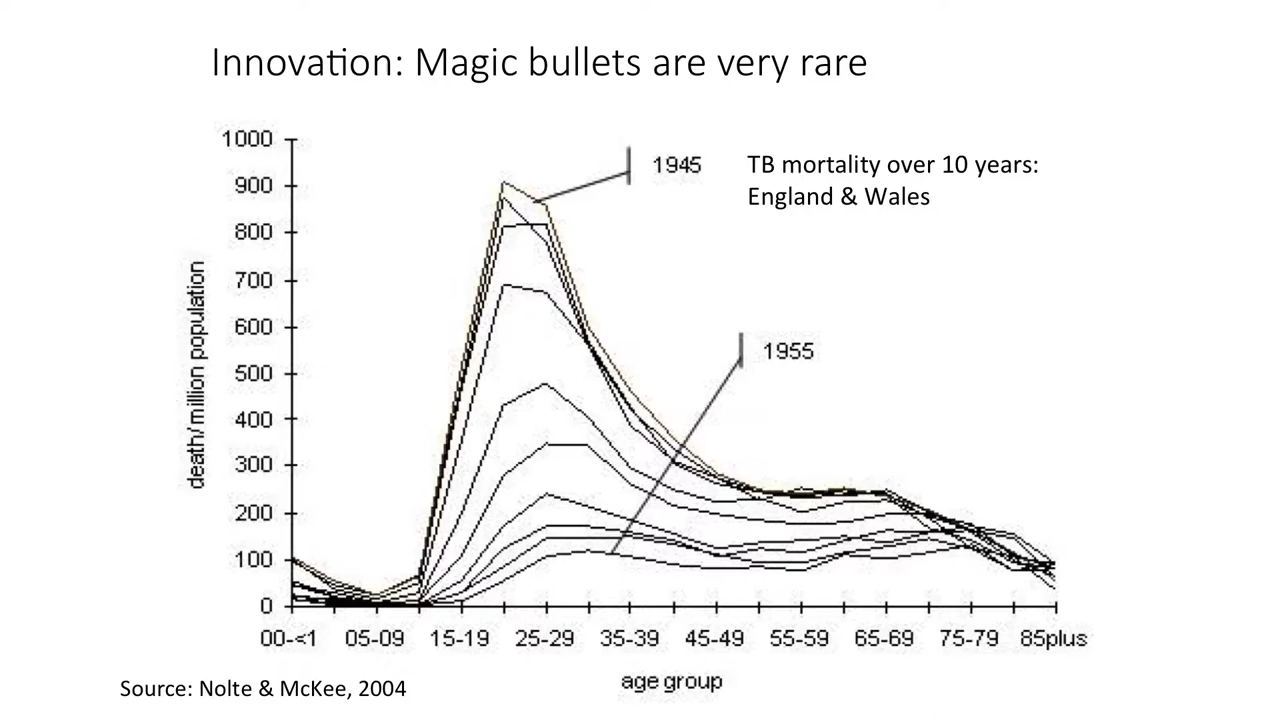 Innovation: Magic bullets are very rare
1000
900
800
700
600
500
400
300
200
100
0
death/million population
1945
TB mortality over 10 years:
England & Wales
1955
00-<1 05-09 15-19 25-29 35-39 45-49 55-59 65-69 75-79 85plus
age group
Source: Nolte & McKee, 2004